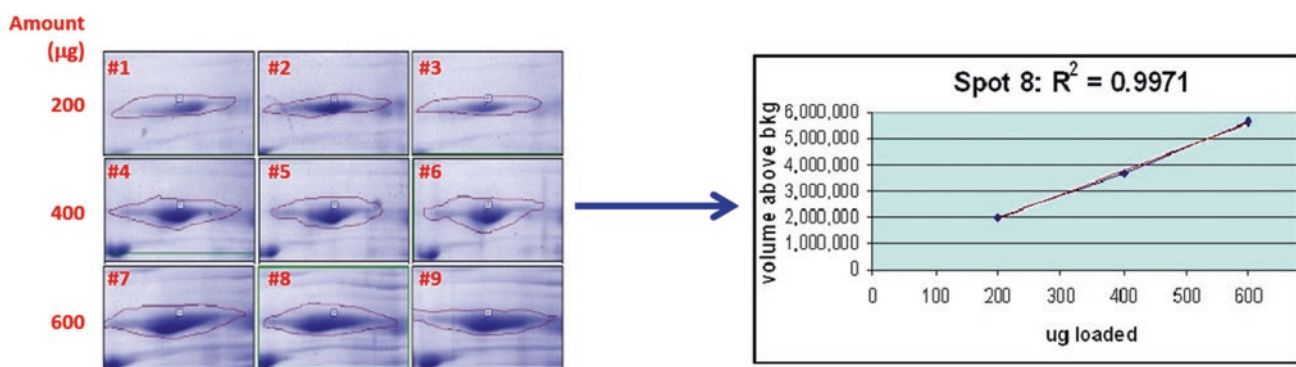 Amount
(µg)
200
#1 #2 #3
400
#4 #5 #6
600
#7 #8 #9
Spot 8: R² = 0.9971
volume above bkg
6,000,000
5,000,000
4,000,000
3,000,000
2,000,000
1,000,000
0
0 100 200 300 400 500 600
ug loaded